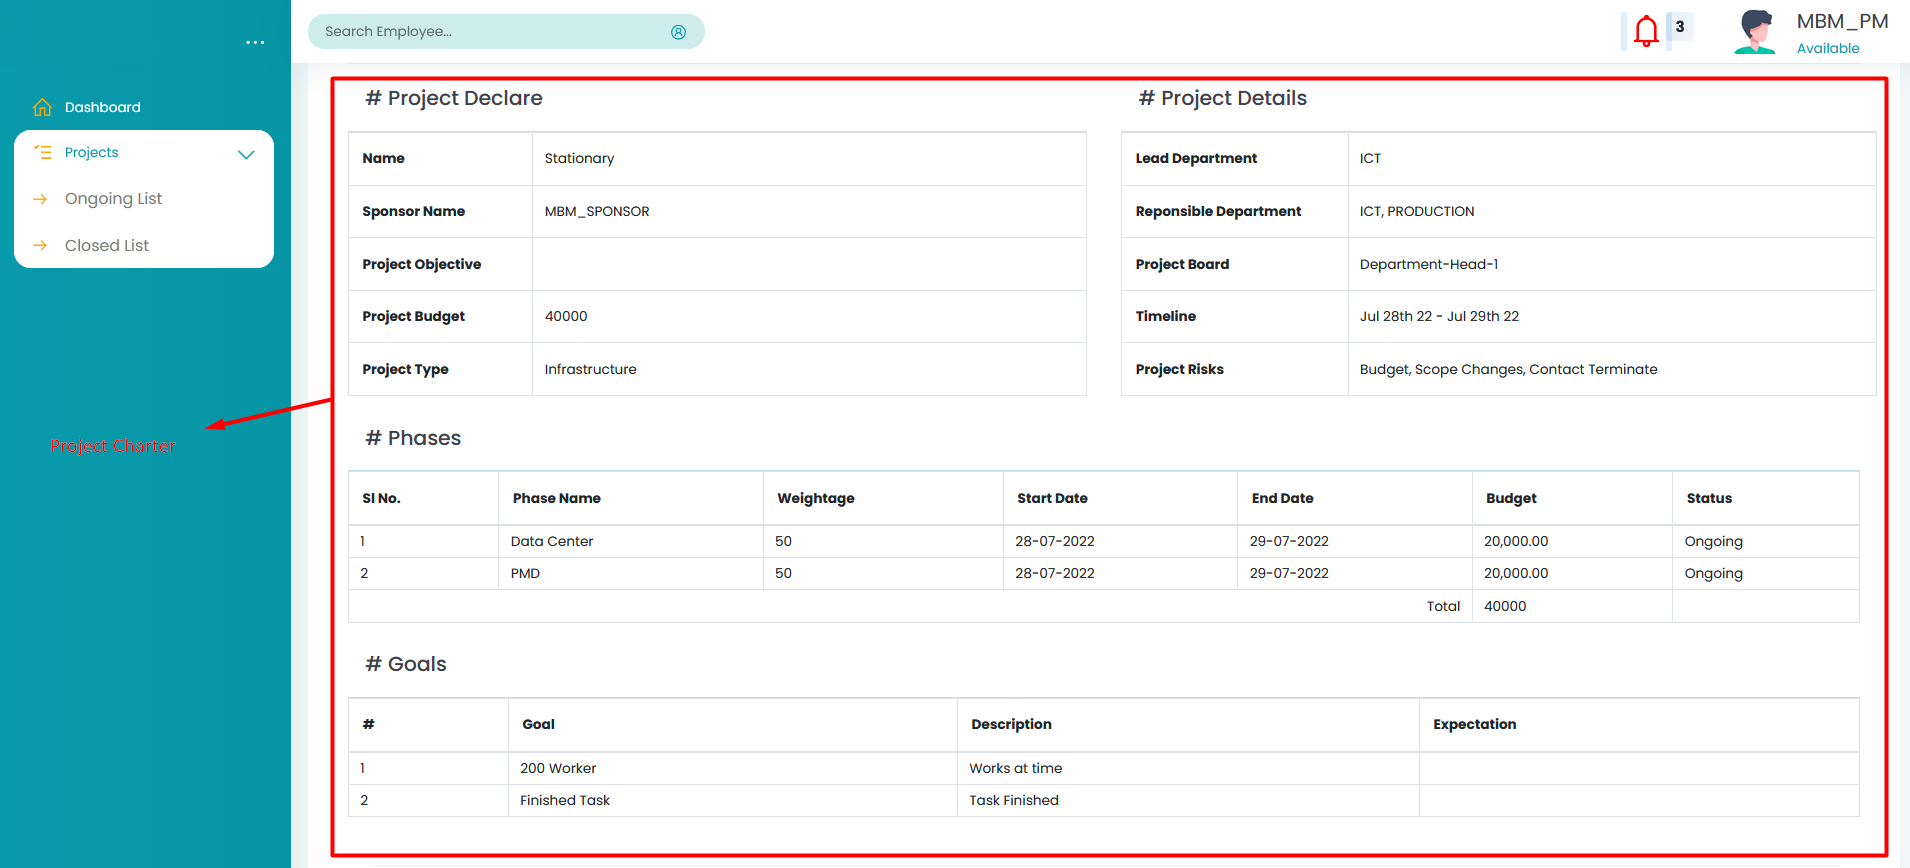 ...
Search Employee...
3
MBM_PM
Available
Dashboard
Projects
Ongoing List
Closed List
Project Charter
# Project Declare
Name Stationary
Sponsor Name MBM_SPONSOR
Project Objective
Project Budget 40000
Project Type Infrastructure
# Project Details
Lead Department ICT
Reponsible Department ICT, PRODUCTION
Project Board Department-Head-1
Timeline Jul 28th 22 - Jul 29th 22
Project Risks Budget, Scope Changes, Contact Terminate
# Phases
Sl No. Phase Name Weightage Start Date End Date Budget Status
1 Data Center 50 28-07-2022 29-07-2022 20,000.00 Ongoing
2 PMD 50 28-07-2022 29-07-2022 20,000.00 Ongoing
Total 40000
# Goals
# Goal Description Expectation
1 200 Worker Works at time
2 Finished Task Task Finished